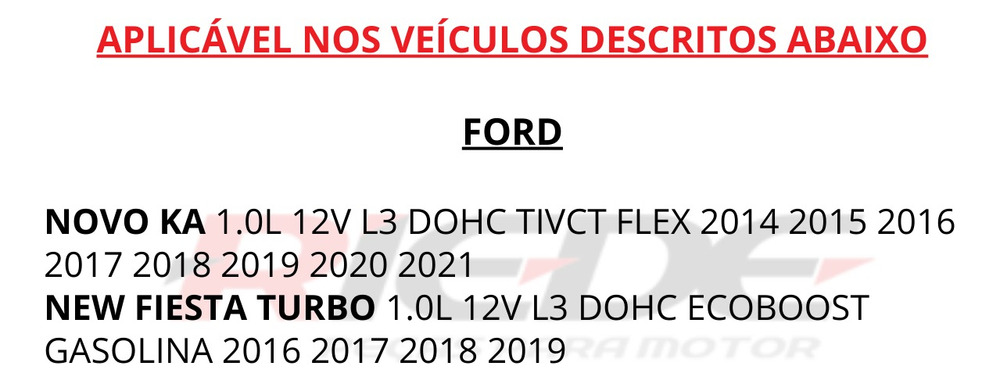 APLICÁVEL NOS VEÍCULOS DESCRITOS ABAIXO
FORD
NOVO KA 1.0L 12V L3 DOHC TIVCT FLEX 2014 2015 2016
2017 2018 2019 2020 2021
NEW FIESTA TURBO 1.0L 12V L3 DOHC ECOBOOST
GASOLINA 2016 2017 2018 2019
MOTOR